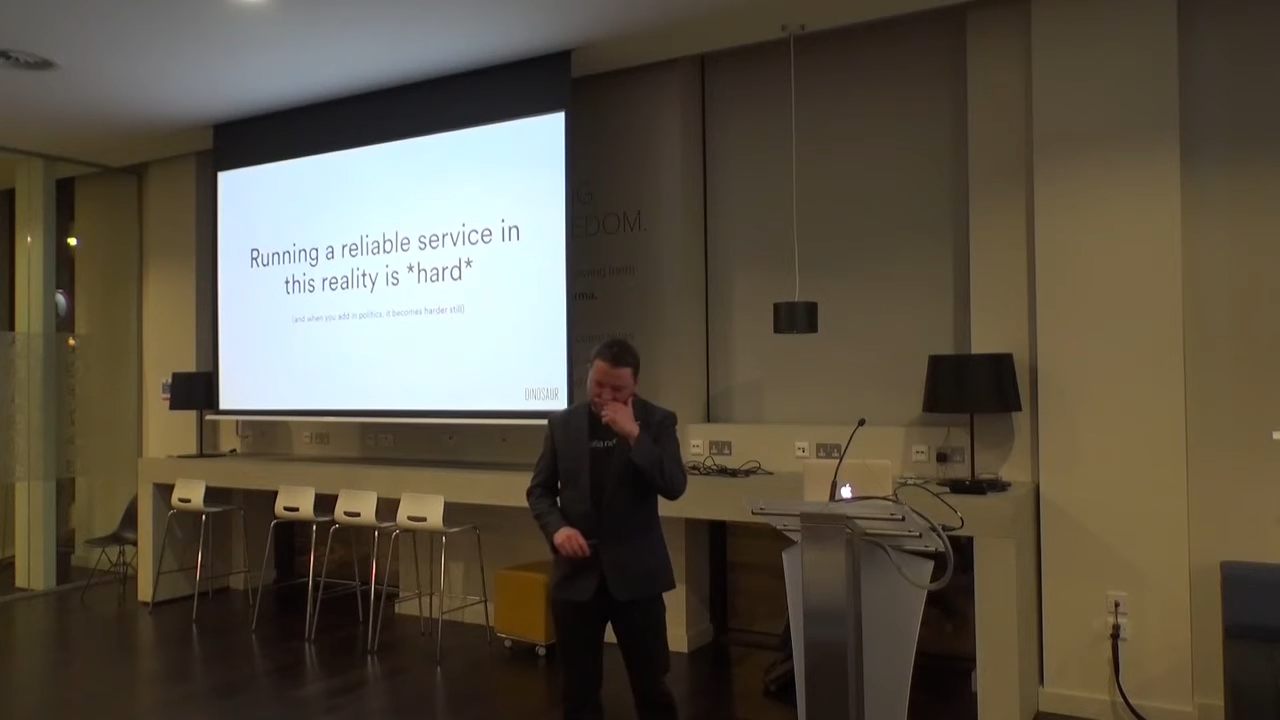 Running a reliable service in
this reality is *hard*
(and when you add in politics, it becomes harder still)
DINOSAUR
EDOM.